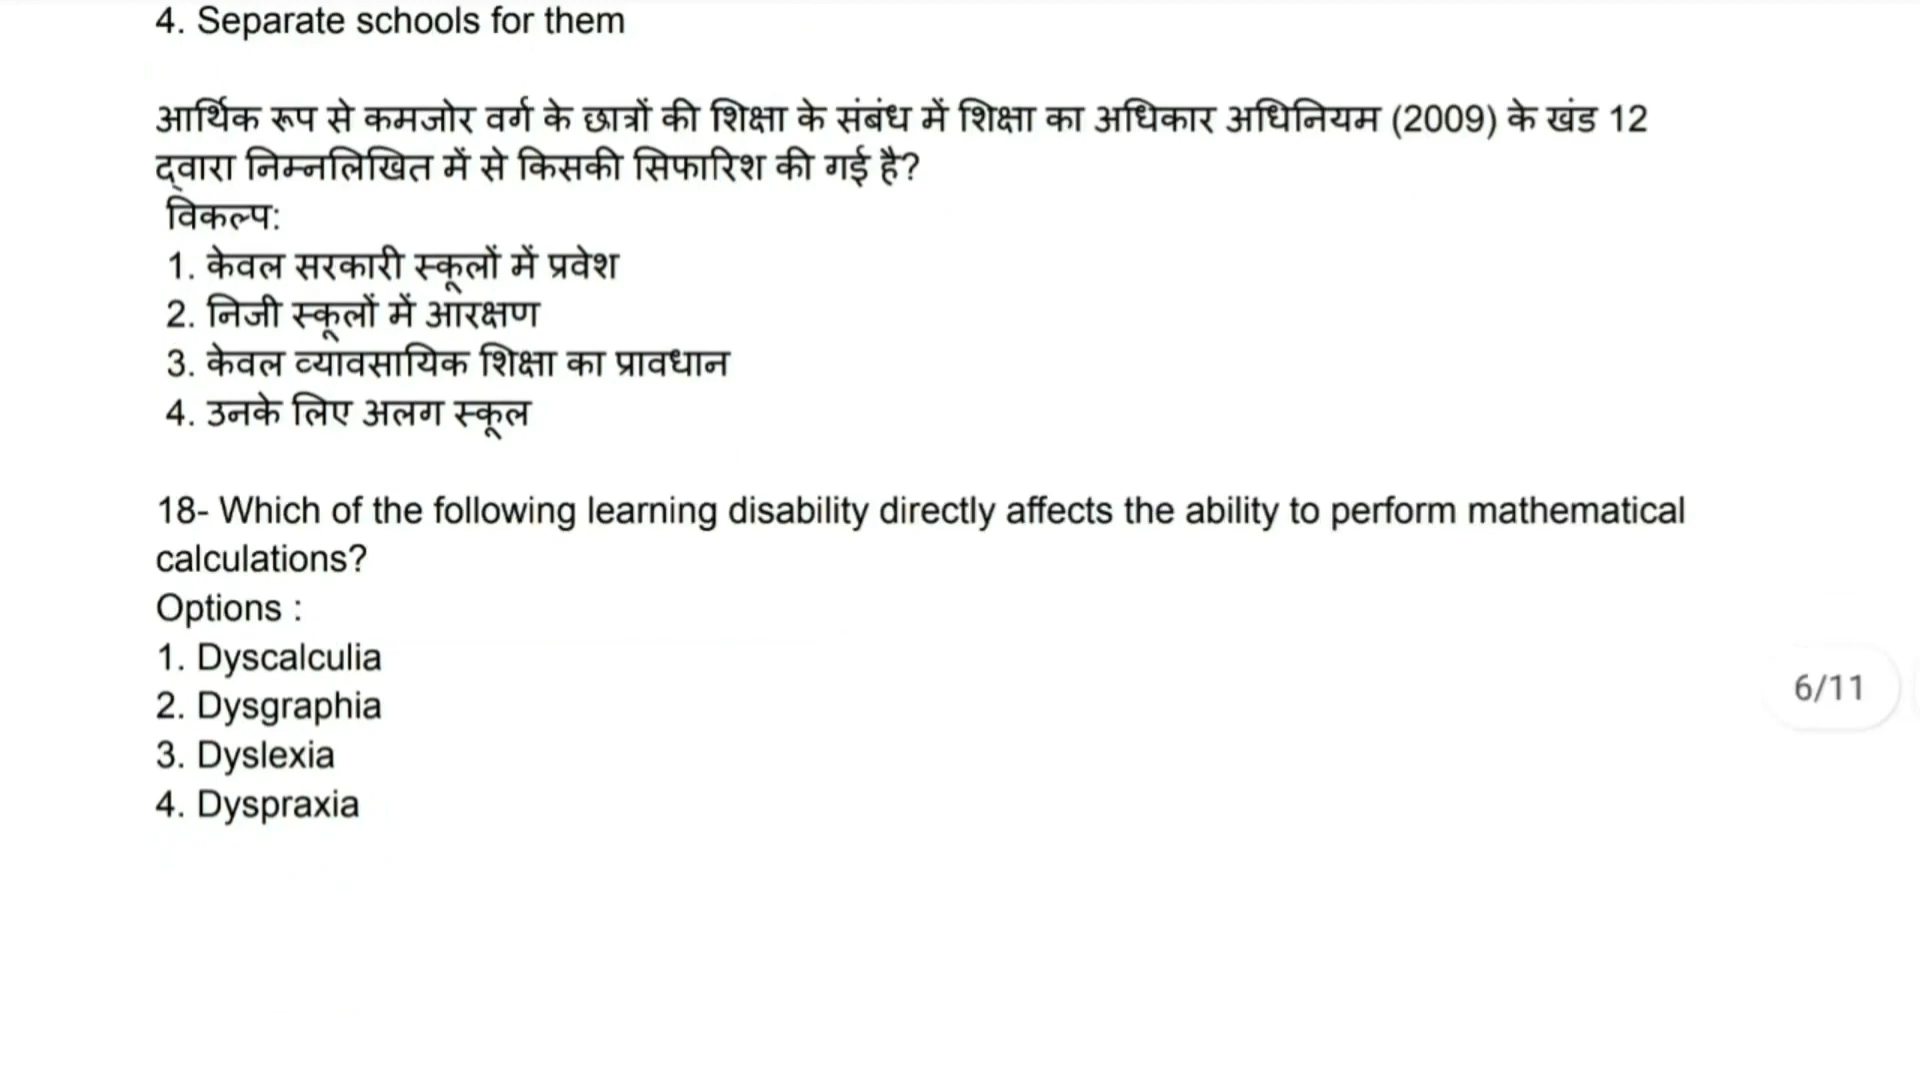 4. Separate schools for them
आर्थिक रूप से कमजोर वर्ग के छात्रों की शिक्षा के संबंध में शिक्षा का अधिकार अधिनियम (2009) के खंड 12
द्वारा निम्नलिखित में से किसकी सिफारिश की गई है?
विकल्प:
1. केवल सरकारी स्कूलों में प्रवेश
2. निजी स्कूलों में आरक्षण
3. केवल व्यावसायिक शिक्षा का प्रावधान
4. उनके लिए अलग स्कूल
18- Which of the following learning disability directly affects the ability to perform mathematical
calculations?
Options :
1. Dyscalculia
2. Dysgraphia
3. Dyslexia
4. Dyspraxia
6/11